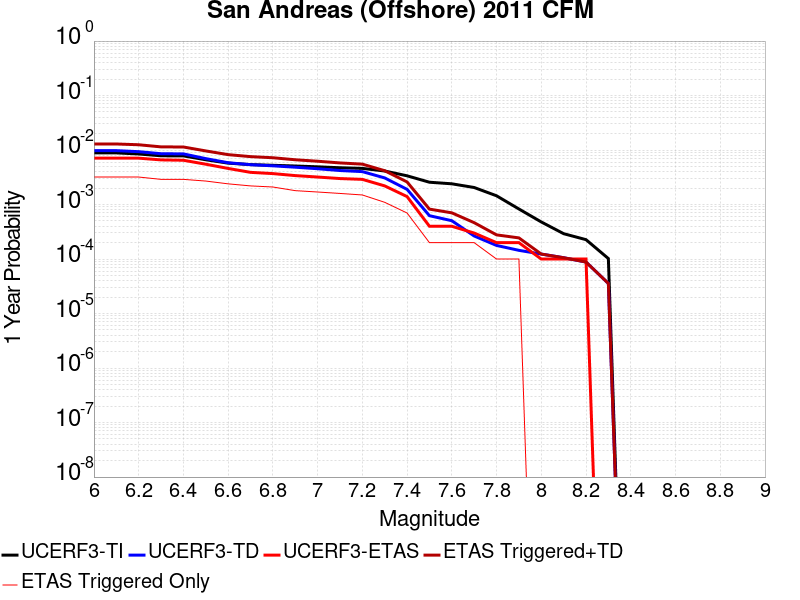 San Andreas (Offshore) 2011 CFM
10^0
10^-1
10^-2
10^-3
10^-4
10^-5
10^-6
10^-7
10^-8
1 Year Probability
6 6.2 6.4 6.6 6.8 7 7.2 7.4 7.6 7.8 8 8.2 8.4 8.6 8.8 9
Magnitude
UCERF3-TI UCERF3-TD UCERF3-ETAS ETAS Triggered+TD
ETAS Triggered Only